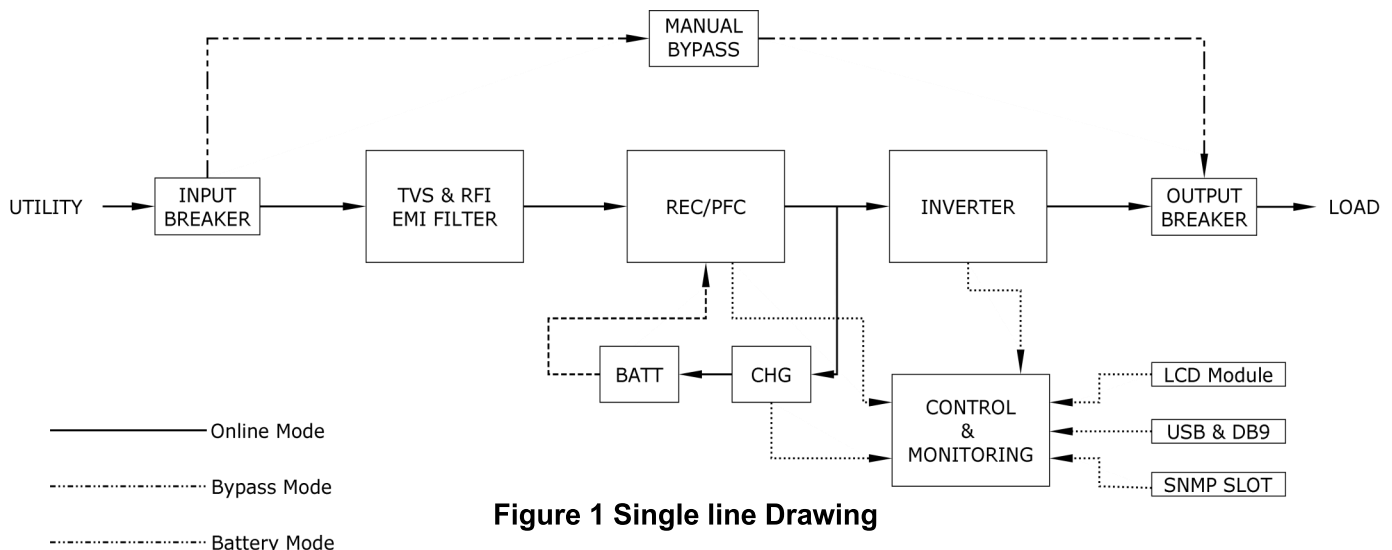 MANUAL
BYPASS
UTILITY
INPUT
BREAKER
TVS & RFI
EMI FILTER
REC/PFC
INVERTER
OUTPUT
BREAKER
LOAD
BATT
CHG
CONTROL
&
MONITORING
LCD Module
USB & DB9
SNMP SLOT
Online Mode
Bypass Mode
Battery Mode
Figure 1 Single line Drawing